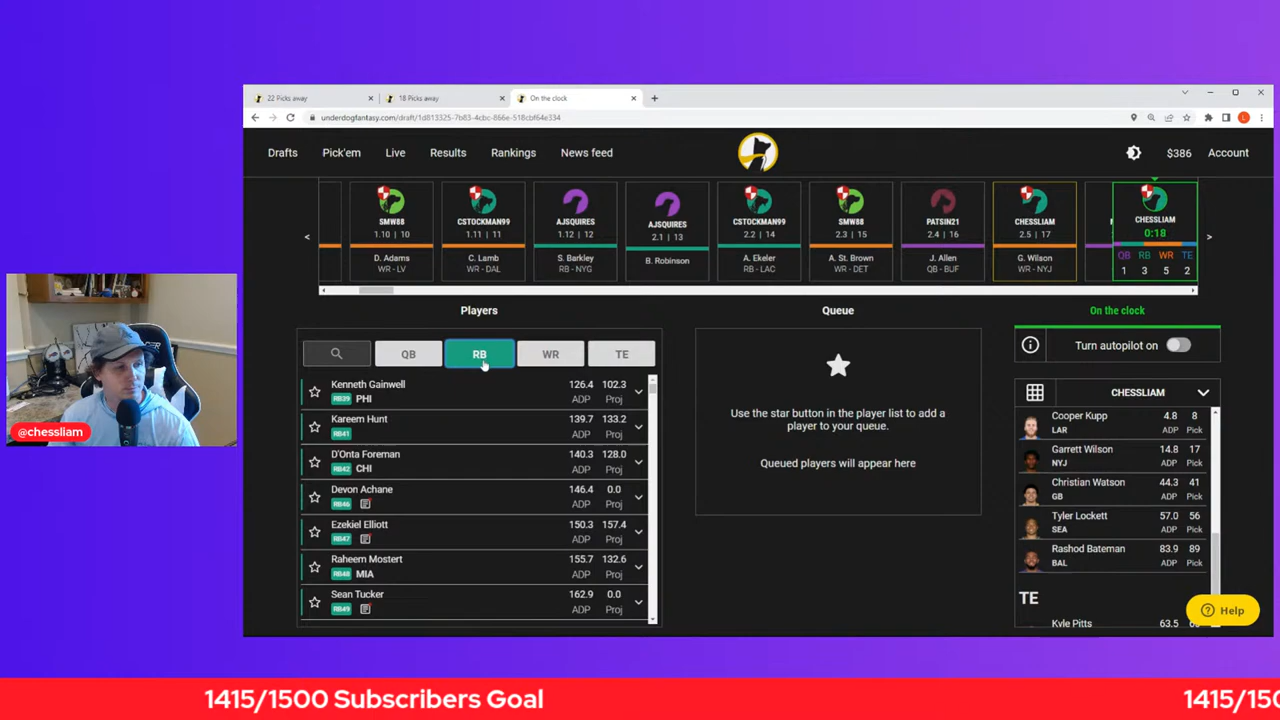 22 Picks away
18 Picks away
On the clock
underdogfantasy.com/draft/1d813325-7b83-4cbc-866e-518cbf64e334
L
Drafts
Pick'em
Live
Results
Rankings
News feed
$386
Account
SMW88
1.10 | 10
D. Adams
WR - LV
CSTOCKMAN99
1.11 | 11
C. Lamb
WR - DAL
AJSQUIRES
1.12 | 12
S. Barkley
RB - NYG
AJSQUIRES
2.1 | 13
B. Robinson
CSTOCKMAN99
2.2 | 14
A. Ekeler
RB - LAC
SMW88
2.3 | 15
A. St. Brown
WR - DET
PATSIN21
2.4 | 16
J. Allen
QB - BUF
CHESSLIAM
2.5 | 17
G. Wilson
WR - NYJ
CHESSLIAM
0:18
QB RB WR TE
1 3 5 2
Players
QB
RB
WR
TE
Kenneth Gainwell 126.4 102.3
RB39 PHI ADP Proj
Kareem Hunt 139.7 133.2
RB41 ADP Proj
D'Onta Foreman 140.3 128.0
RB42 CHI ADP Proj
Devon Achane 146.4 0.0
RB46 ADP Proj
Ezekiel Elliott 150.3 157.4
RB47 ADP Proj
Raheem Mostert 155.7 132.6
RB48 MIA ADP Proj
Sean Tucker 162.9 0.0
RB49 ADP Proj
Queue
Use the star button in the player list to add a
player to your queue.
Queued players will appear here
On the clock
Turn autopilot on
CHESSLIAM
Cooper Kupp 4.8 8
LAR ADP Pick
Garrett Wilson 14.8 17
NYJ ADP Pick
Christian Watson 44.3 41
GB ADP Pick
Tyler Lockett 57.0 56
SEA ADP Pick
Rashod Bateman 83.9 89
BAL ADP Pick
TE
Kyle Pitts 63.5
Help
@chessliam
1415/1500 Subscribers Goal
1415/150